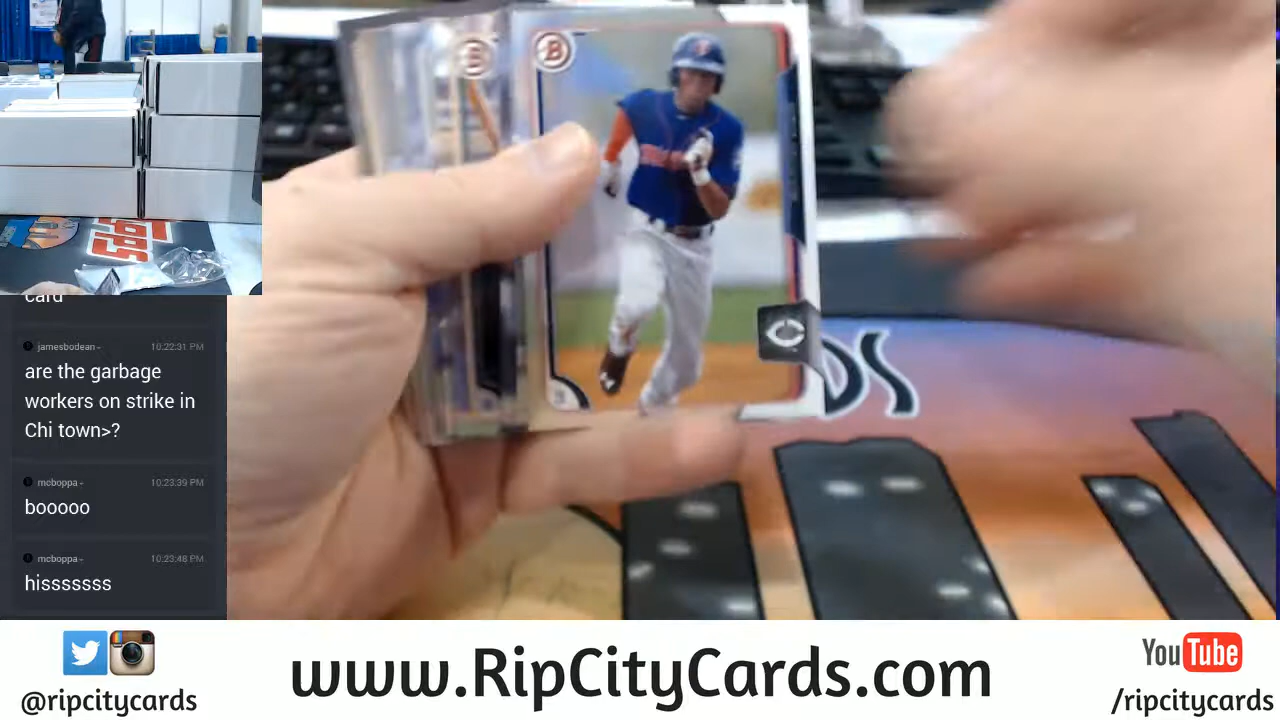 card
jamesbodean-
10:22:31 PM
are the garbage
workers on strike in
Chi town>?
mcboppa-
10:23:39 PM
booooo
mcboppa-
10:23:48 PM
hisssssss
B
B
C
DS
@ripcitycards
www.RipCityCards.com
YouTube
/ripcitycards